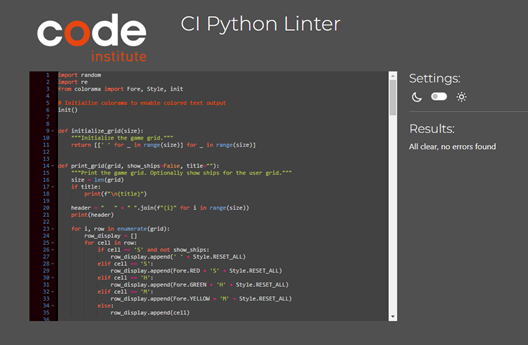 code
institute
CI Python Linter
1 import random
2 import re
3 from colorama import Fore, Style, init
4
5 # Initialize colorama to enable colored text output
6 init()
7
8
9 def initialize_grid(size):
10 """Initialize the game grid."""
11 return [[' ' for _ in range(size)] for _ in range(size)]
12
13
14 def print_grid(grid, show_ships=False, title=""):
15 """Print the game grid. Optionally show ships for the user grid."""
16 size = len(grid)
17 if title:
18 print(f"\n{title}")
19
20 header = " " + " ".join(f"{i}" for i in range(size))
21 print(header)
22
23 for i, row in enumerate(grid):
24 row_display = []
25 for cell in row:
26 if cell == 'S' and not show_ships:
27 row_display.append(' ' + Style.RESET_ALL)
28 elif cell == 'S':
29 row_display.append(Fore.RED + 'S' + Style.RESET_ALL)
30 elif cell == 'H':
31 row_display.append(Fore.GREEN + 'H' + Style.RESET_ALL)
32 elif cell == 'M':
33 row_display.append(Fore.YELLOW + 'M' + Style.RESET_ALL)
34 else:
35 row_display.append(cell)
36
Settings:
Results:
All clear, no errors found